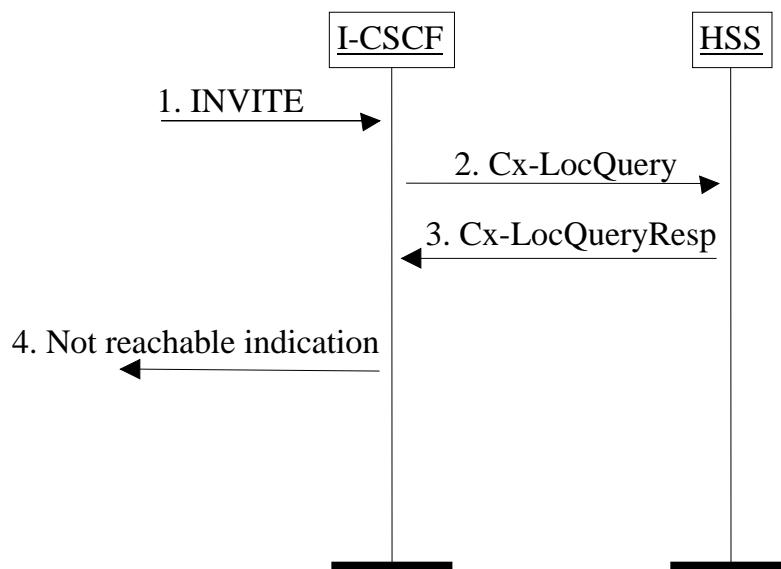 I-CSCF
HSS
1. INVITE
2. Cx-LocQuery
3. Cx-LocQueryResp
4. Not reachable indication